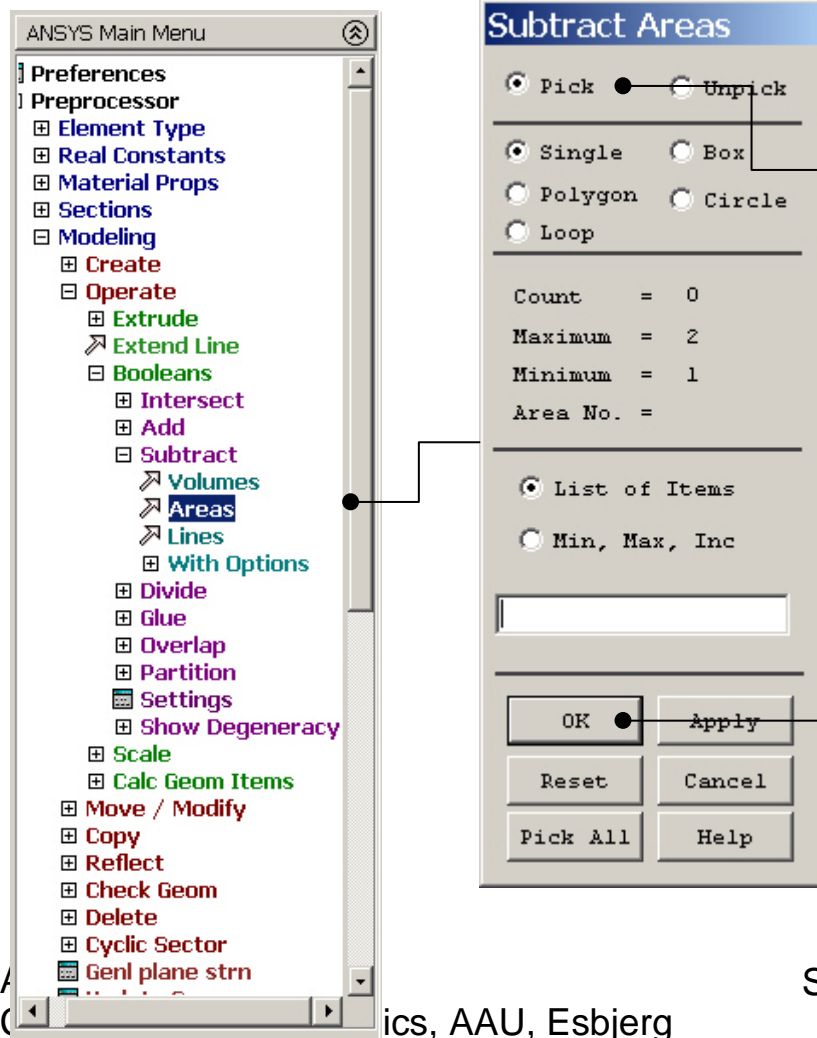 ANSYS Main Menu
Preferences
Preprocessor
Element Type
Real Constants
Material Props
Sections
Modeling
Create
Operate
Extrude
Extend Line
Booleans
Intersect
Add
Subtract
Volumes
Areas
Lines
With Options
Divide
Glue
Overlap
Partition
Settings
Show Degeneracy
Scale
Calc Geom Items
Move / Modify
Copy
Reflect
Check Geom
Delete
Cyclic Sector
Genl plane strn
Subtract Areas
Pick Unpick
Single Box
Polygon Circle
Loop
Count = 0
Maximum = 2
Minimum = 1
Area No. =
List of Items
Min, Max, Inc
OK Apply
Reset Cancel
Pick All Help
ics, AAU, Esbjerg